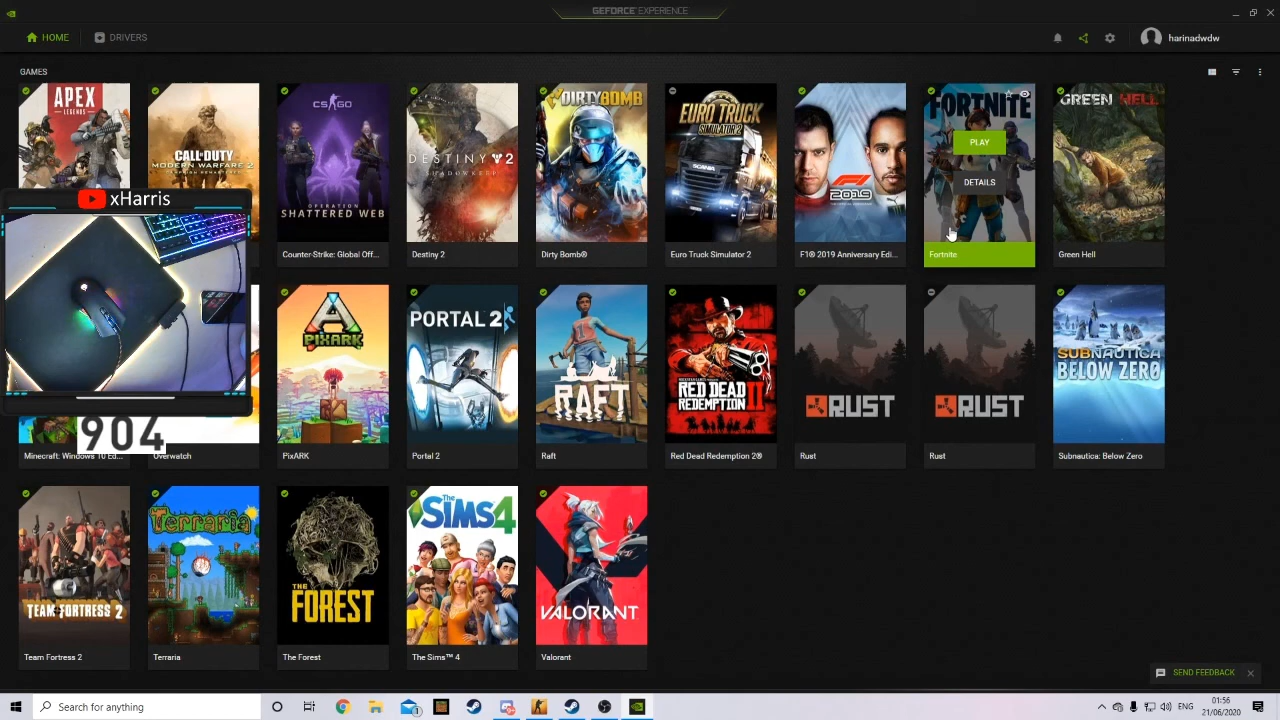 GEFORCE EXPERIENCE
HOME
DRIVERS
harinadwdw
GAMES
APEX
LEGENDS
CALL·DUTY
MODERN WARFARE 2
CAMPAIGN REMASTERED
CS GO
OPERATION
SHATTERED WEB
DESTINY 2
SHADOWKEEP
DIRTYBOMB
EURO TRUCK
SIMULATOR 2
SCANIA
F1
2019
FORTNITE
PLAY
DETAILS
GREEN HELL
xHarris
Counter-Strike: Global Off...
Destiny 2
Dirty Bomb®
Euro Truck Simulator 2
F1® 2019 Anniversary Edi...
Fortnite
Green Hell
PIXARK
PORTAL 2
RAFT
RED DEAD
REDEMPTION II
RUST
RUST
SUBNAUTICA
BELOW ZERO
904
Minecraft: Windows 10 Ed...
Overwatch
PixARK
Portal 2
Raft
Red Dead Redemption 2®
Rust
Rust
Subnautica: Below Zero
TEAM FORTRESS 2
Terraria
THE
FOREST
The SIMS 4
VALORANT
Team Fortress 2
Terraria
The Forest
The Sims™ 4
Valorant
SEND FEEDBACK
Search for anything
ENG
01:56
21/06/2020